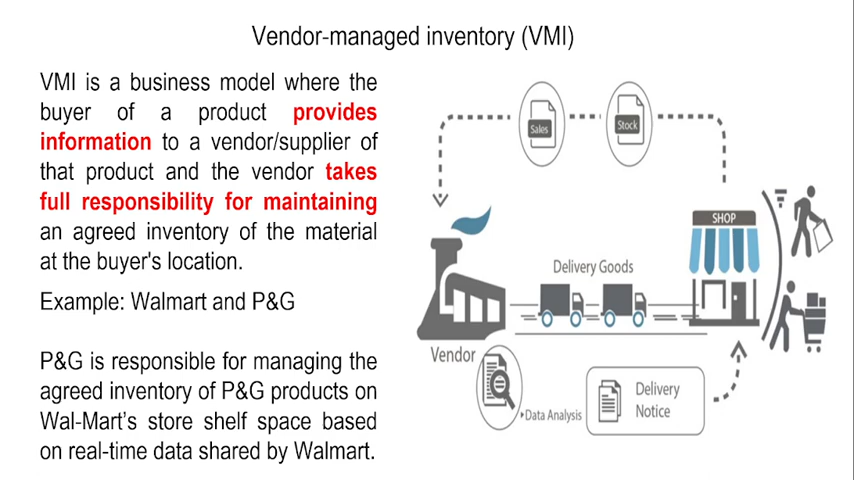 Vendor-managed inventory (VMI)
VMI is a business model where the
buyer of a product provides
information to a vendor/supplier of
that product and the vendor takes
full responsibility for maintaining
an agreed inventory of the material
at the buyer's location.
Example: Walmart and P&G
P&G is responsible for managing the
agreed inventory of P&G products on
Wal-Mart’s store shelf space based
on real-time data shared by Walmart.
Sales
Stock
SHOP
Delivery Goods
Vendor
Data Analysis
Delivery
Notice